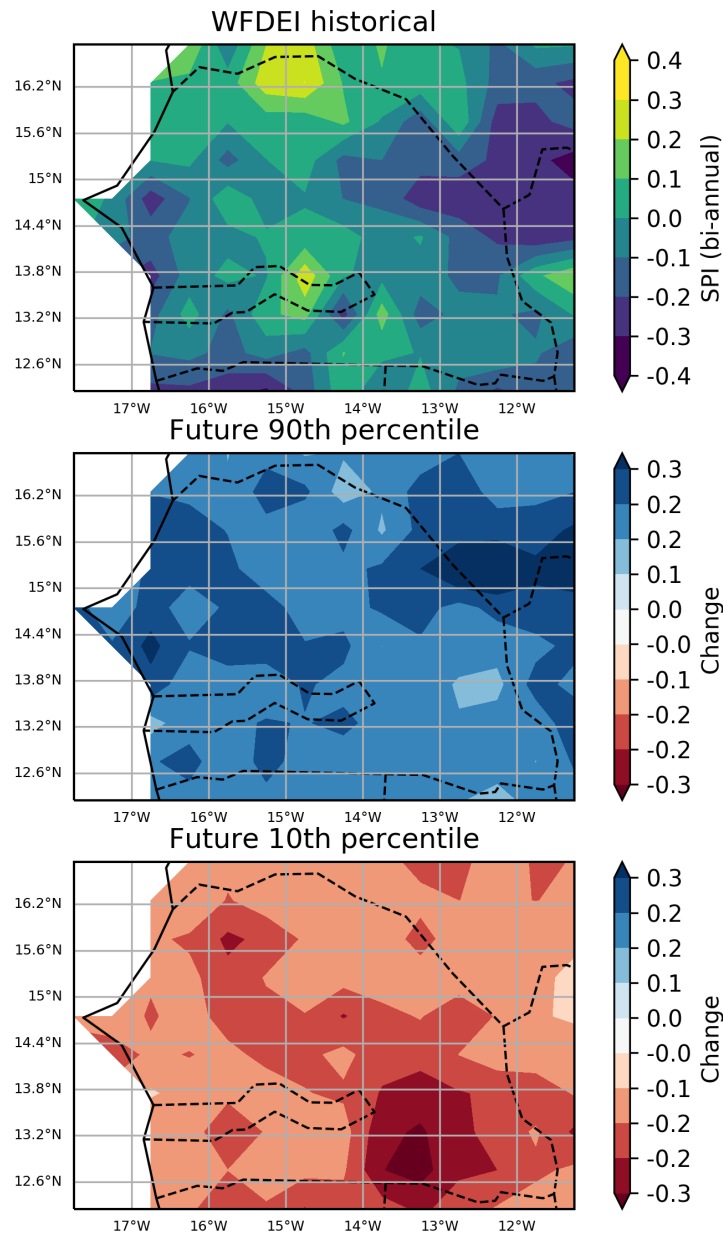 WFDEI historical
16.2°N
15.6°N
15°N
14.4°N
13.8°N
13.2°N
12.6°N
17°W 16°W 15°W 14°W 13°W 12°W
0.4
0.3
0.2
0.1
0.0
-0.1
-0.2
-0.3
-0.4
SPI (bi-annual)
Future 90th percentile
16.2°N
15.6°N
15°N
14.4°N
13.8°N
13.2°N
12.6°N
17°W 16°W 15°W 14°W 13°W 12°W
0.3
0.2
0.2
0.1
0.0
-0.0
-0.1
-0.2
-0.2
-0.3
Change
Future 10th percentile
16.2°N
15.6°N
15°N
14.4°N
13.8°N
13.2°N
12.6°N
17°W 16°W 15°W 14°W 13°W 12°W
0.3
0.2
0.2
0.1
0.0
-0.0
-0.1
-0.2
-0.2
-0.3
Change